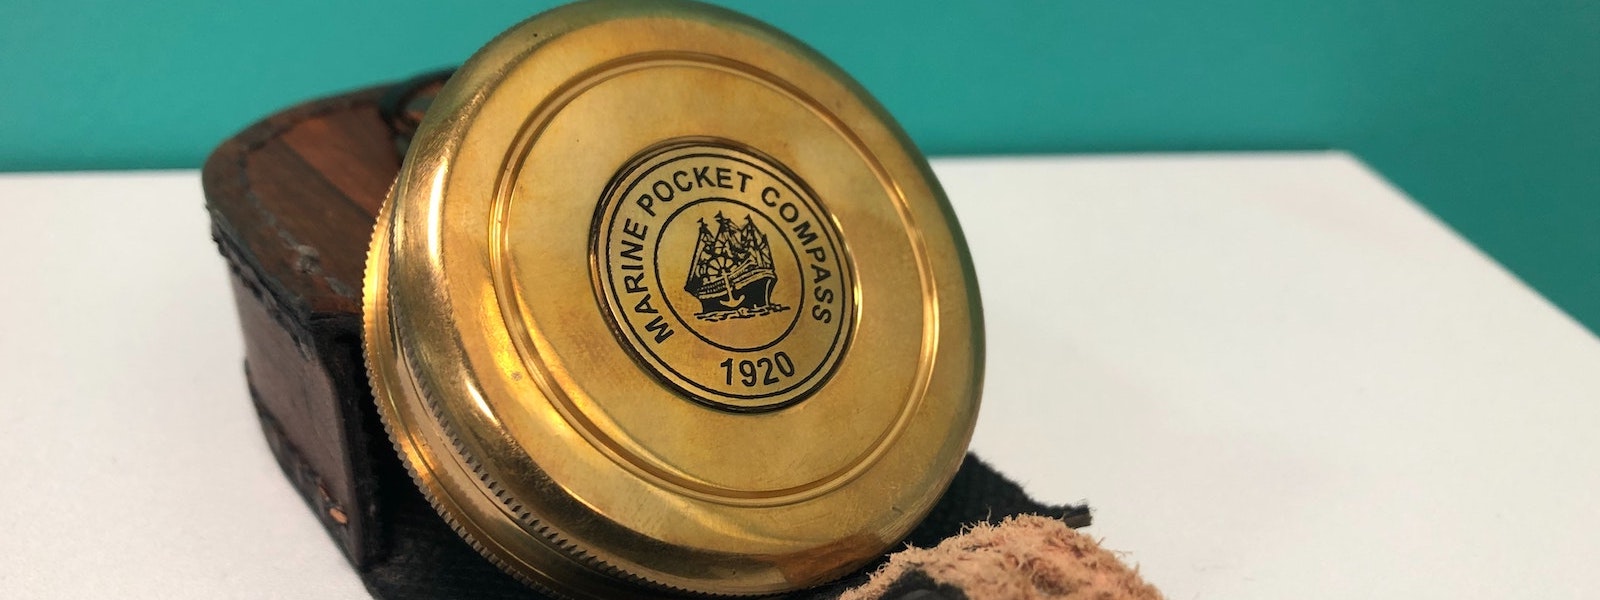 MARINE POCKET COMPASS
1920